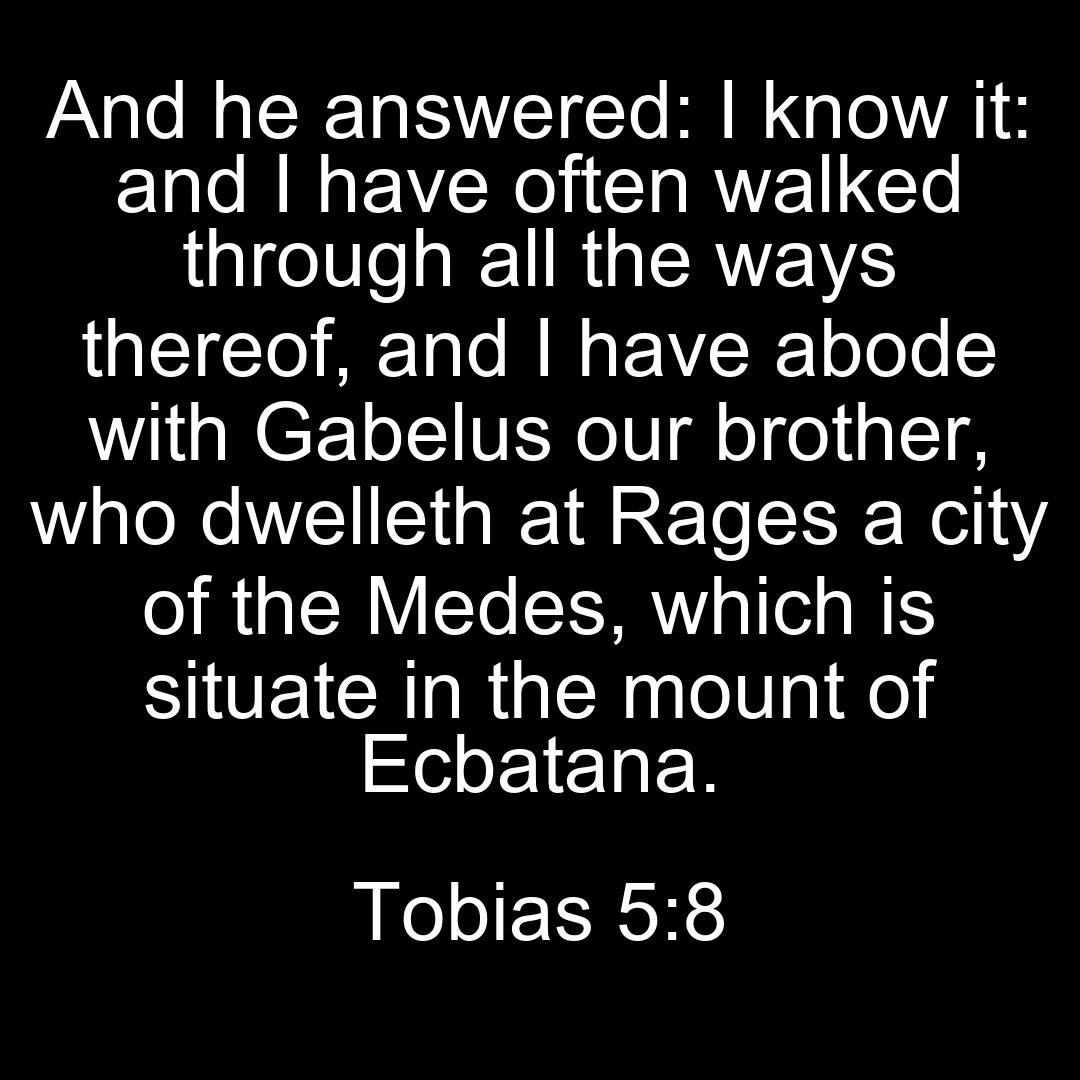 And he answered: I know it:
and I have often walked
through all the ways
thereof, and I have abode
with Gabelus our brother,
who dwelleth at Rages a city
of the Medes, which is
situate in the mount of
Ecbatana.
Tobias 5:8